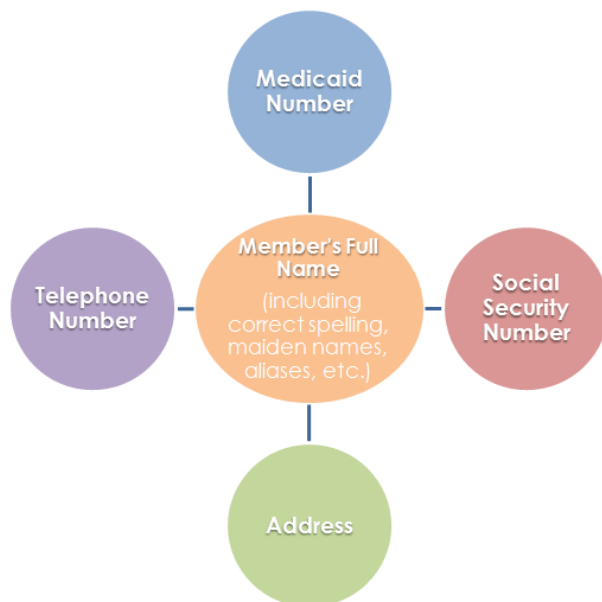 Medicaid
Number
Member's Full
Name
(including
correct spelling,
maiden names,
aliases, etc.)
Telephone
Number
Social
Security
Number
Address